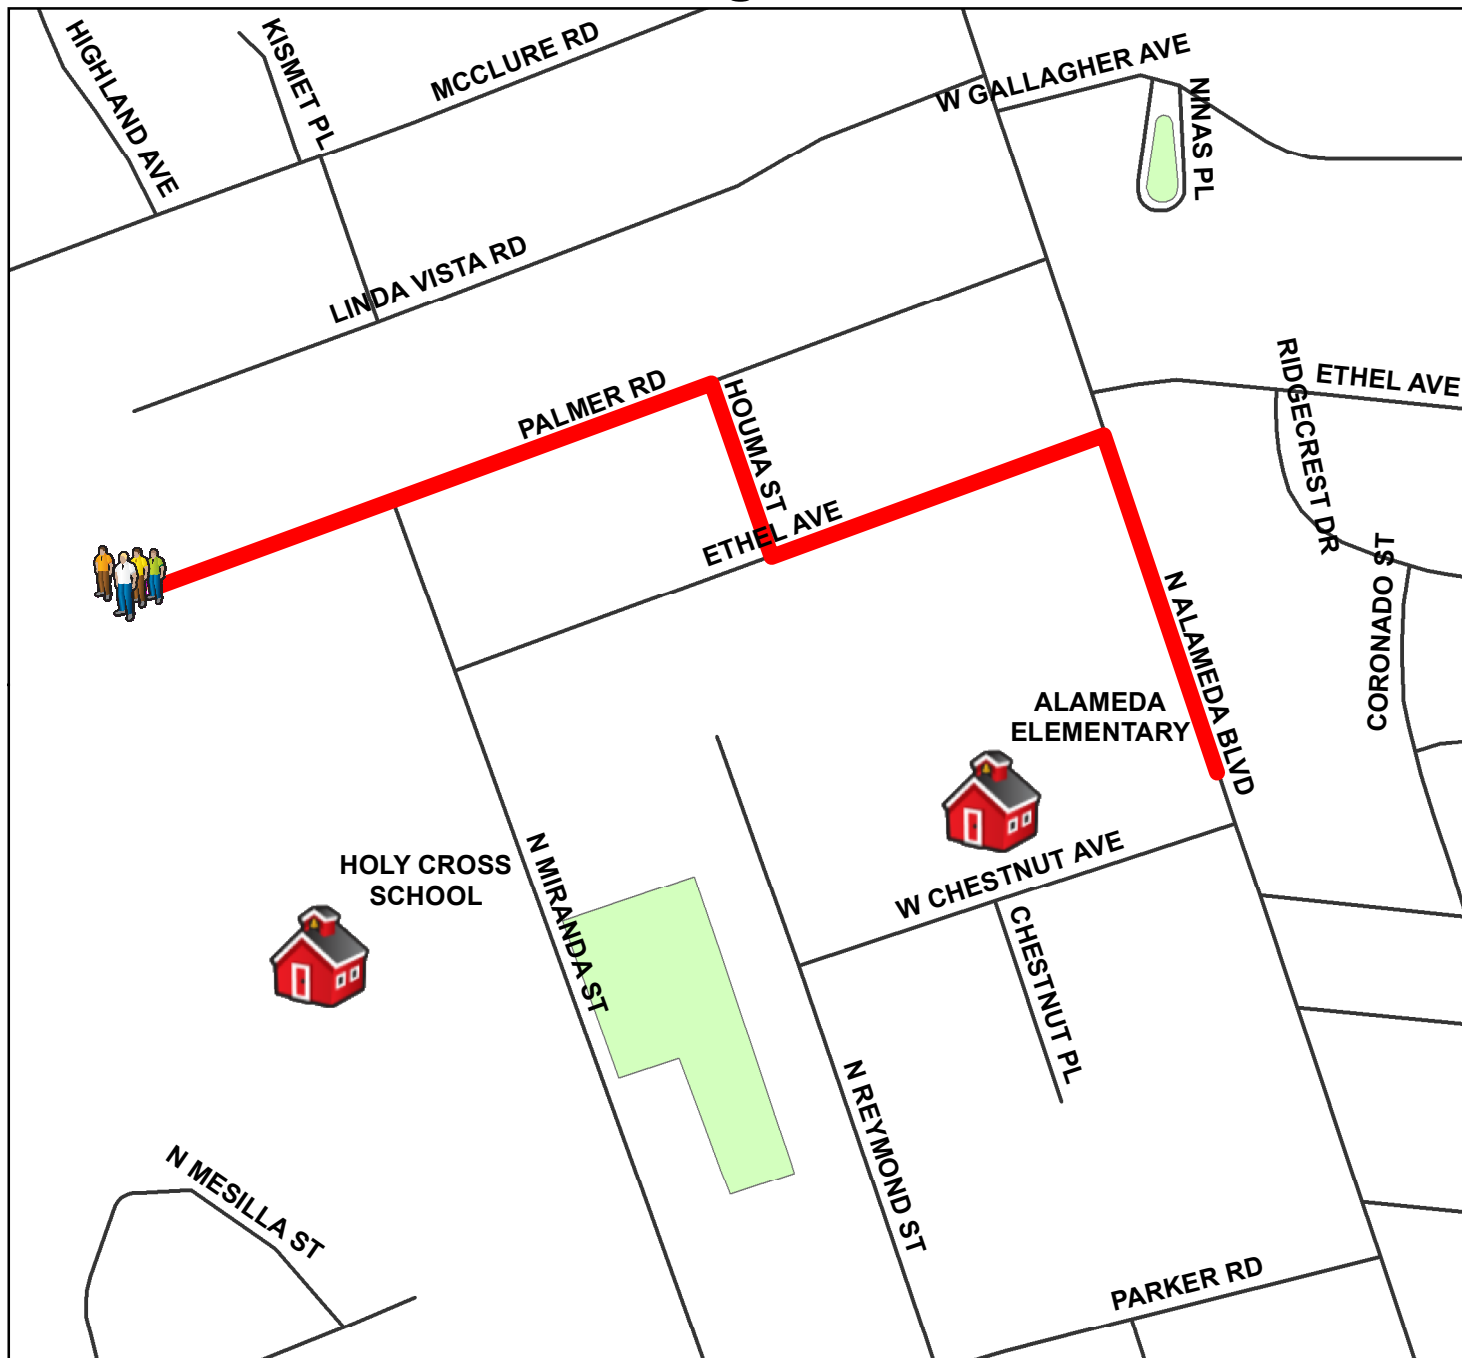 HIGHLAND AVE
KISMET PL
MCCLURE RD
W GALLAGHER AVE
NINAS PL
LINDA VISTA RD
PALMER RD
HOUMA ST
ETHEL AVE
RIDGECREST DR
ETHEL AVE
CORONADO ST
N ALAMEDA BLVD
ALAMEDA
ELEMENTARY
HOLY CROSS
SCHOOL
N MIRANDA ST
W CHESTNUT AVE
CHESTNUT PL
N REYMOND ST
N MESILLA ST
PARKER RD